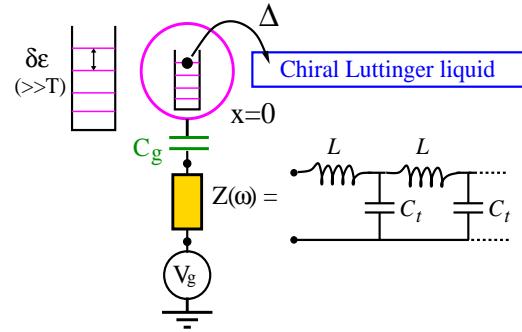 Δ
δε
(>>T)
Chiral Luttinger liquid
x=0
C_g
L
L
Z(ω) =
C_t
C_t
V_g